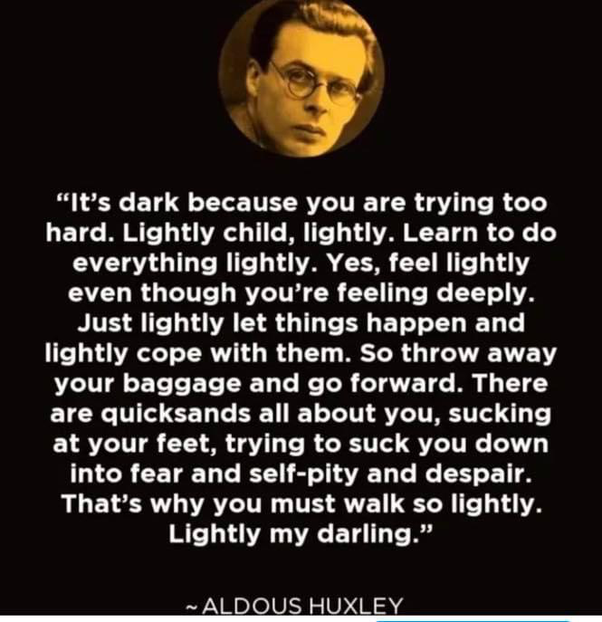 “It’s dark because you are trying too
hard. Lightly child, lightly. Learn to do
everything lightly. Yes, feel lightly
even though you’re feeling deeply.
Just lightly let things happen and
lightly cope with them. So throw away
your baggage and go forward. There
are quicksands all about you, sucking
at your feet, trying to suck you down
into fear and self-pity and despair.
That’s why you must walk so lightly.
Lightly my darling.”
~ ALDOUS HUXLEY